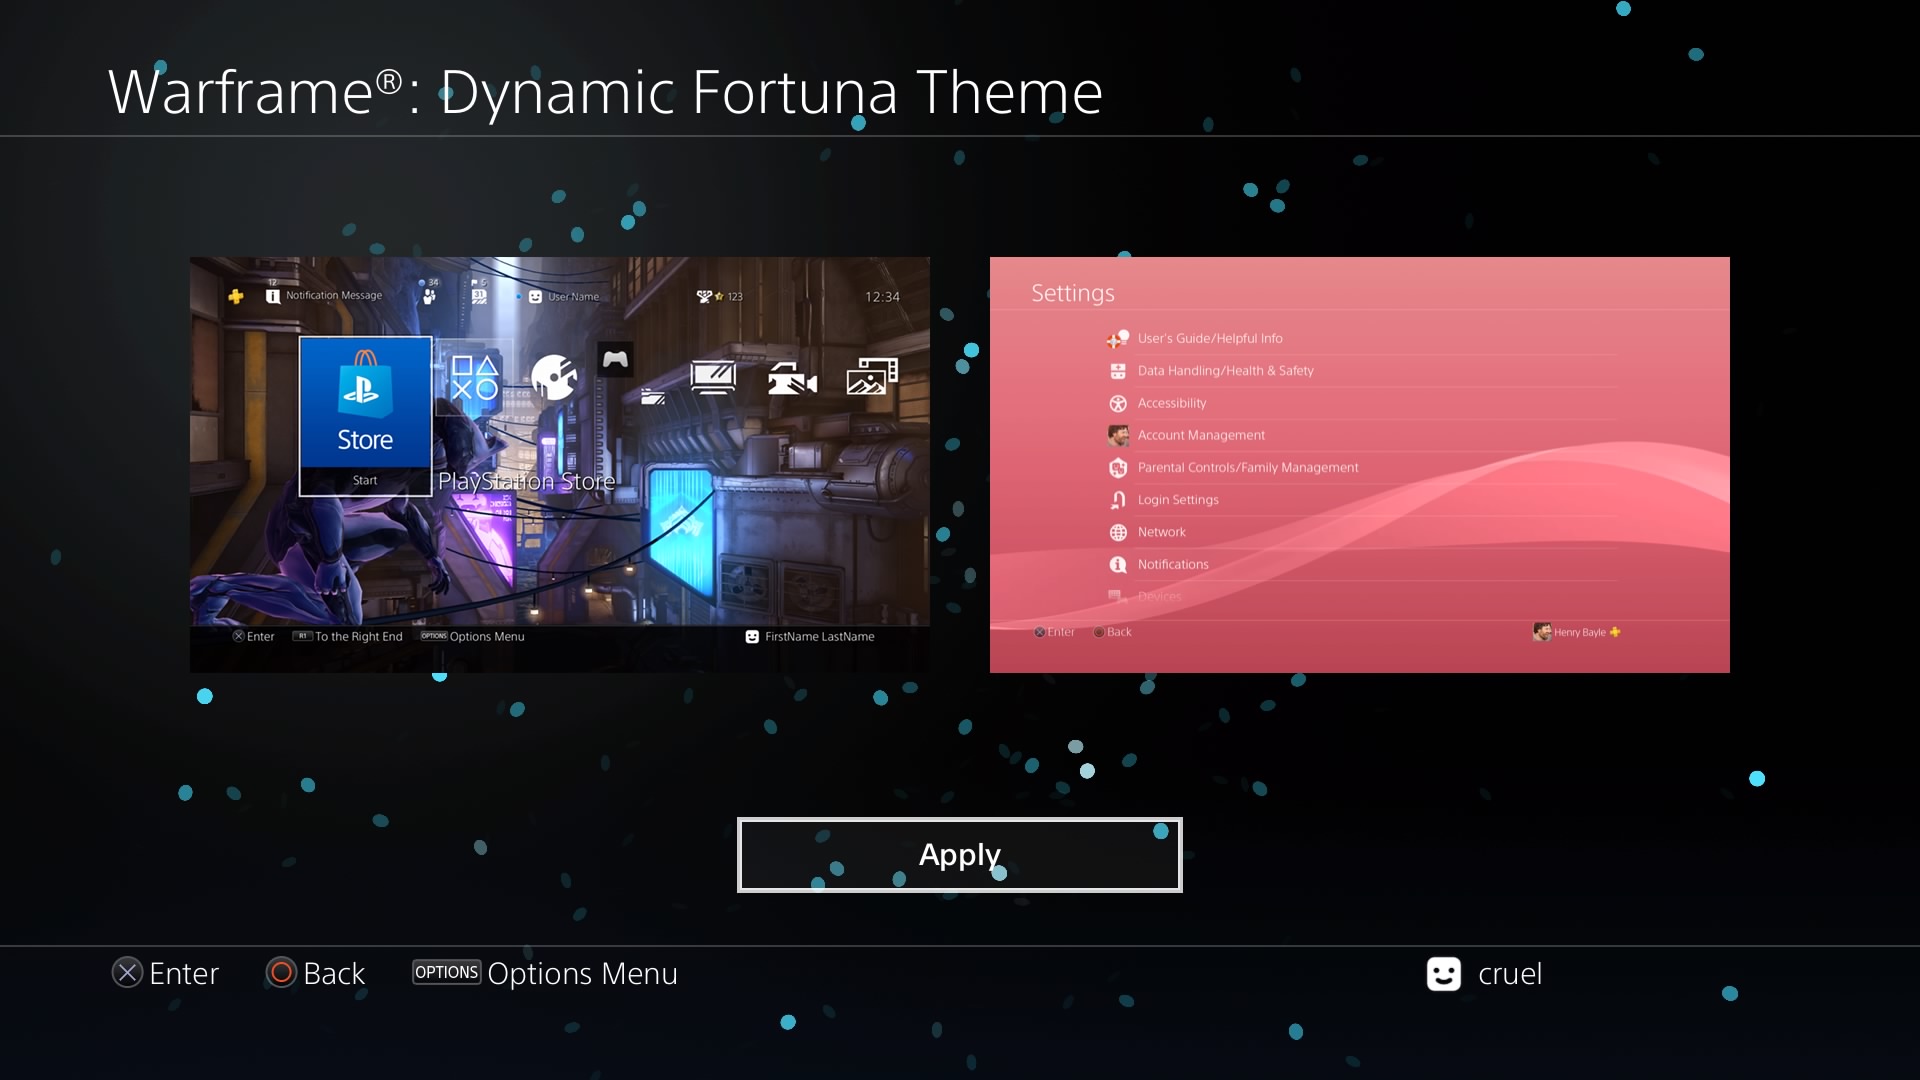 Warframe®: Dynamic Fortuna Theme
12
Notification Message
34
5
31
User Name
123
12:34
Store
Start
PlayStation Store
Enter
R1 To the Right End
OPTIONS Options Menu
FirstName LastName
Settings
User's Guide/Helpful Info
Data Handling/Health & Safety
Accessibility
Account Management
Parental Controls/Family Management
Login Settings
Network
Notifications
Devices
Enter
Back
Henry Bayle
Apply
Enter
Back
OPTIONS Options Menu
cruel